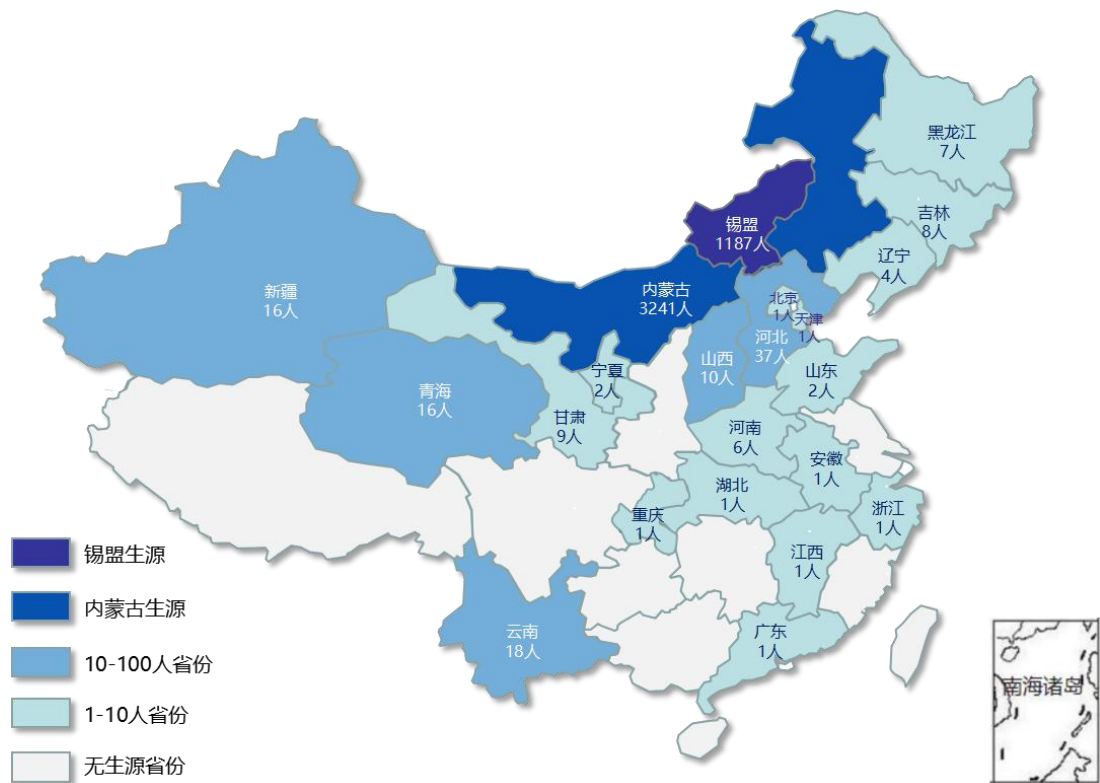 黑龙江
7人
吉林
8人
辽宁
4人
锡盟
1187人
内蒙古
3241人
新疆
16人
北京
1人
天津
1人
河北
37人
山西
10人
山东
2人
宁夏
2人
青海
16人
甘肃
9人
河南
6人
安徽
1人
湖北
1人
浙江
1人
重庆
1人
江西
1人
云南
18人
广东
1人
锡盟生源
内蒙古生源
10-100人省份
1-10人省份
无生源省份
南海诸岛